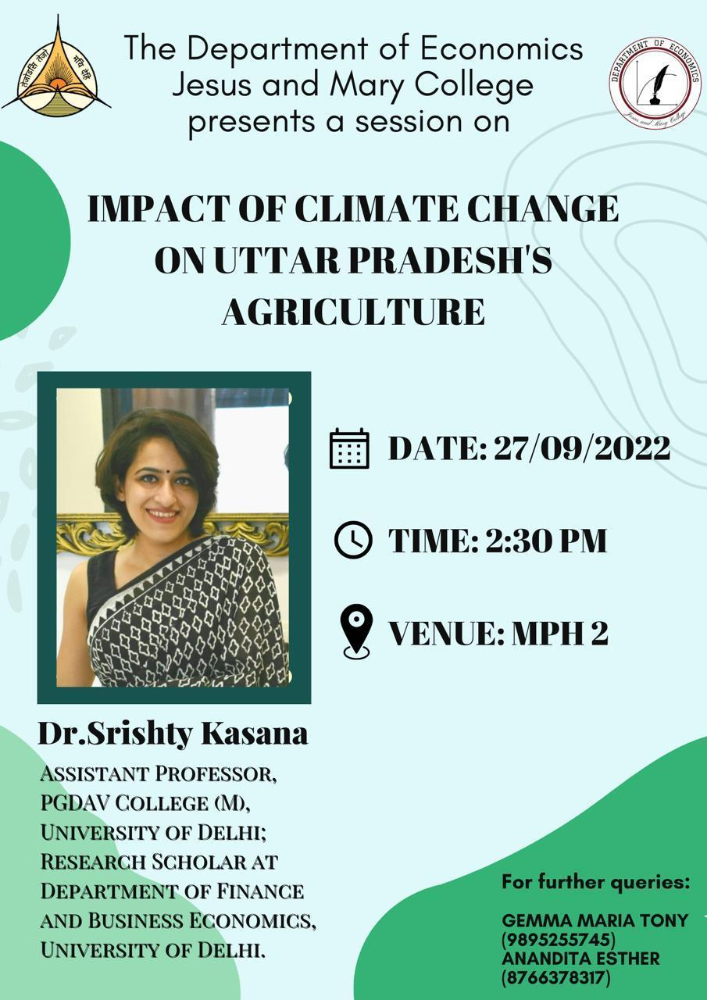 तेजोऽसि तेजो
मयि देहि
The Department of Economics
Jesus and Mary College
presents a session on
DEPARTMENT OF ECONOMICS
Jesus and Mary College
IMPACT OF CLIMATE CHANGE
ON UTTAR PRADESH'S
AGRICULTURE
DATE: 27/09/2022
TIME: 2:30 PM
VENUE: MPH 2
Dr.Srishty Kasana
ASSISTANT PROFESSOR,
PGDAV COLLEGE (M),
UNIVERSITY OF DELHI;
RESEARCH SCHOLAR AT
DEPARTMENT OF FINANCE
AND BUSINESS ECONOMICS,
UNIVERSITY OF DELHI.
For further queries:
GEMMA MARIA TONY
(9895255745)
ANANDITA ESTHER
(8766378317)